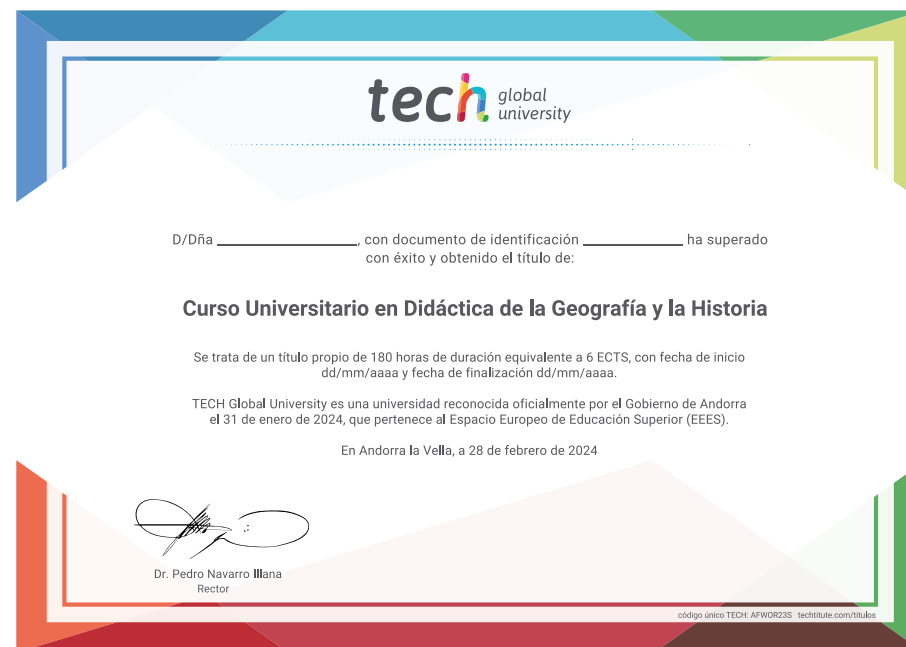 tech global university
D/Dña ________________, con documento de identificación ____________ ha superado
con éxito y obtenido el título de:
Curso Universitario en Didáctica de la Geografía y la Historia
Se trata de un título propio de 180 horas de duración equivalente a 6 ECTS, con fecha de inicio
dd/mm/aaaa y fecha de finalización dd/mm/aaaa.
TECH Global University es una universidad reconocida oficialmente por el Gobierno de Andorra
el 31 de enero de 2024, que pertenece al Espacio Europeo de Educación Superior (EEES).
En Andorra la Vella, a 28 de febrero de 2024
Dr. Pedro Navarro Illana
Rector
código único TECH: AFWOR23S techtitute.com/titulos